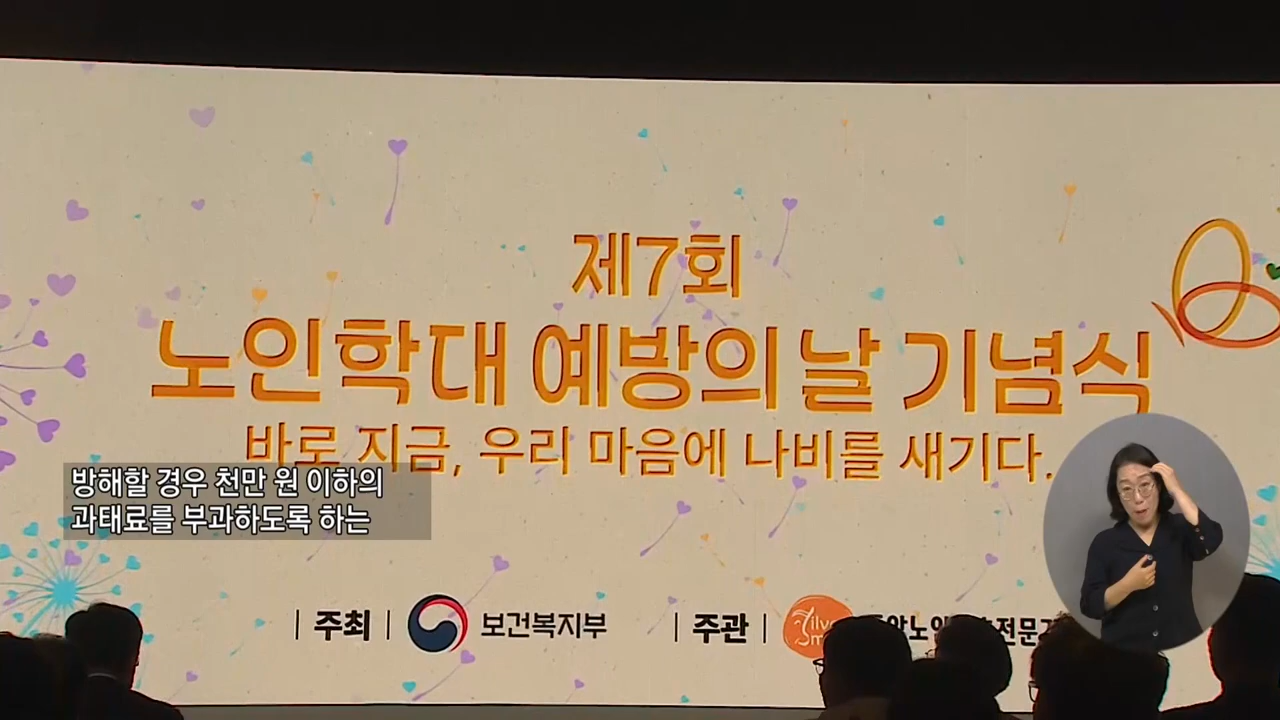 제7회
노인학대 예방의 날 기념식
바로 지금, 우리 마음에 나비를 새기다.
방해할 경우 천만 원 이하의
과태료를 부과하도록 하는
| 주최 | 보건복지부 | 주관 |